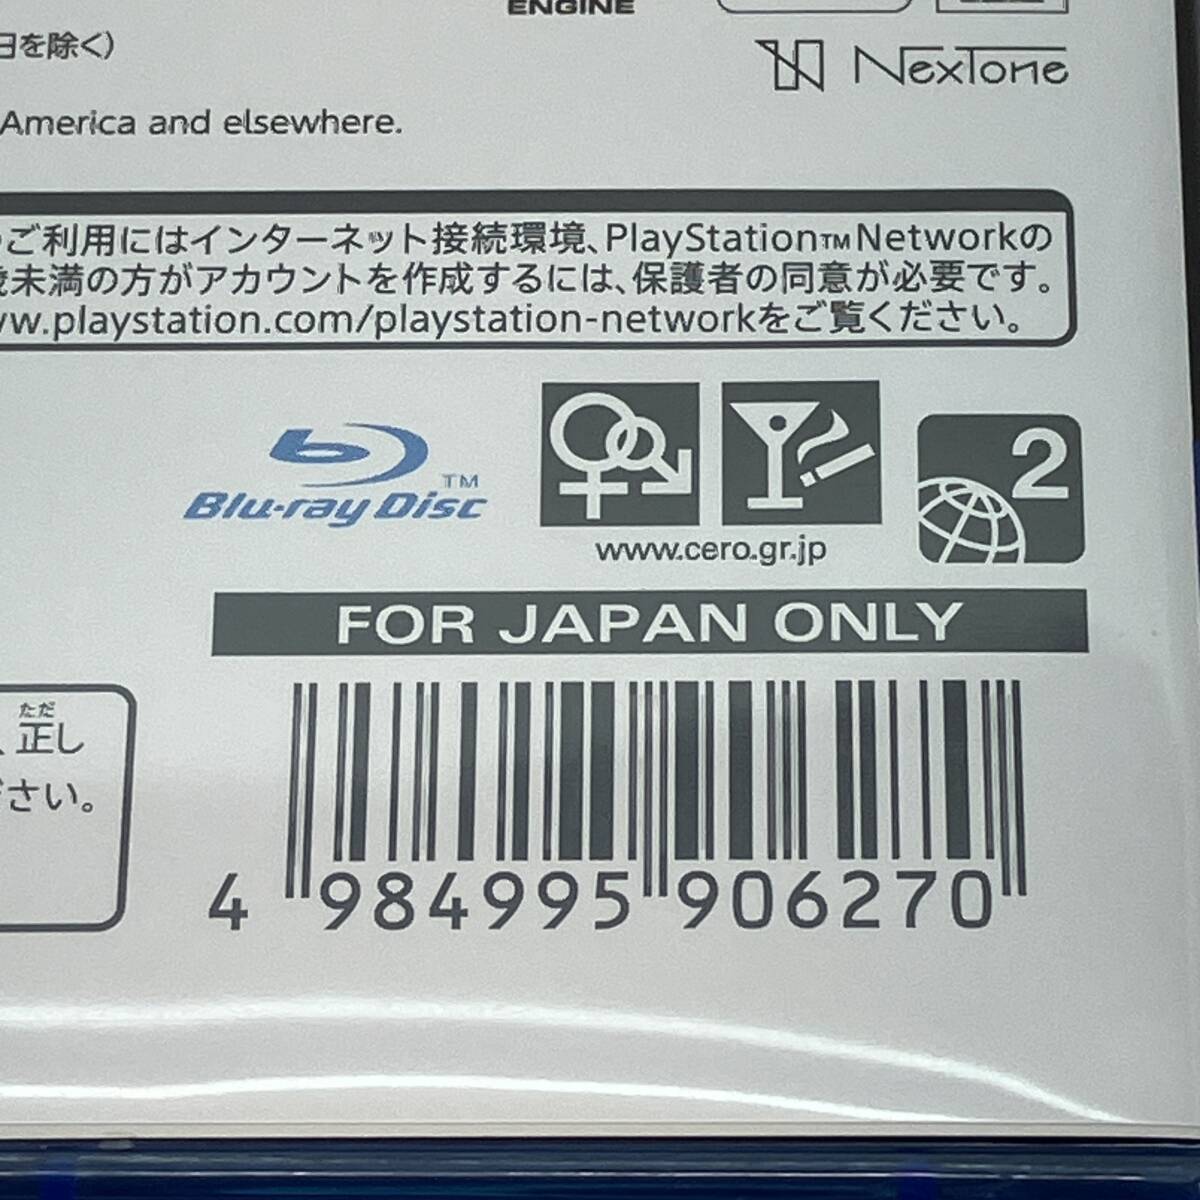 ENGINE
日を除く)
NexTone
America and elsewhere.
ご利用にはインターネット接続環境、PlayStation™Networkの
歳未満の方がアカウントを作成するには、保護者の同意が必要です。
ww.playstation.com/playstation-networkをご覧ください。
Blu-ray Disc™
2
www.cero.gr.jp
FOR JAPAN ONLY
ただ
、正し
ださい。
4 984995 906270